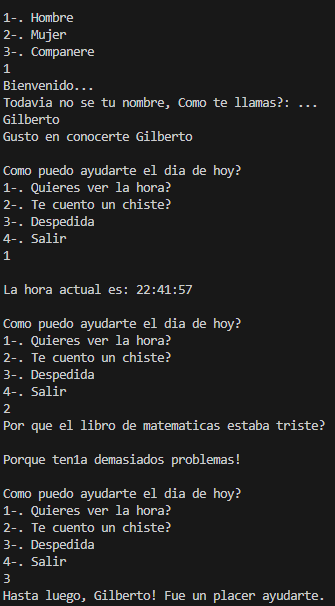 1-. Hombre
2-. Mujer
3-. Companere
1
Bienvenido...
Todavia no se tu nombre, Como te llamas?: ...
Gilberto
Gusto en conocerte Gilberto
Como puedo ayudarte el dia de hoy?
1-. Quieres ver la hora?
2-. Te cuento un chiste?
3-. Despedida
4-. Salir
1
La hora actual es: 22:41:57
Como puedo ayudarte el dia de hoy?
1-. Quieres ver la hora?
2-. Te cuento un chiste?
3-. Despedida
4-. Salir
2
Por que el libro de matematicas estaba triste?
Porque ten1a demasiados problemas!
Como puedo ayudarte el dia de hoy?
1-. Quieres ver la hora?
2-. Te cuento un chiste?
3-. Despedida
4-. Salir
3
Hasta luego, Gilberto! Fue un placer ayudarte.